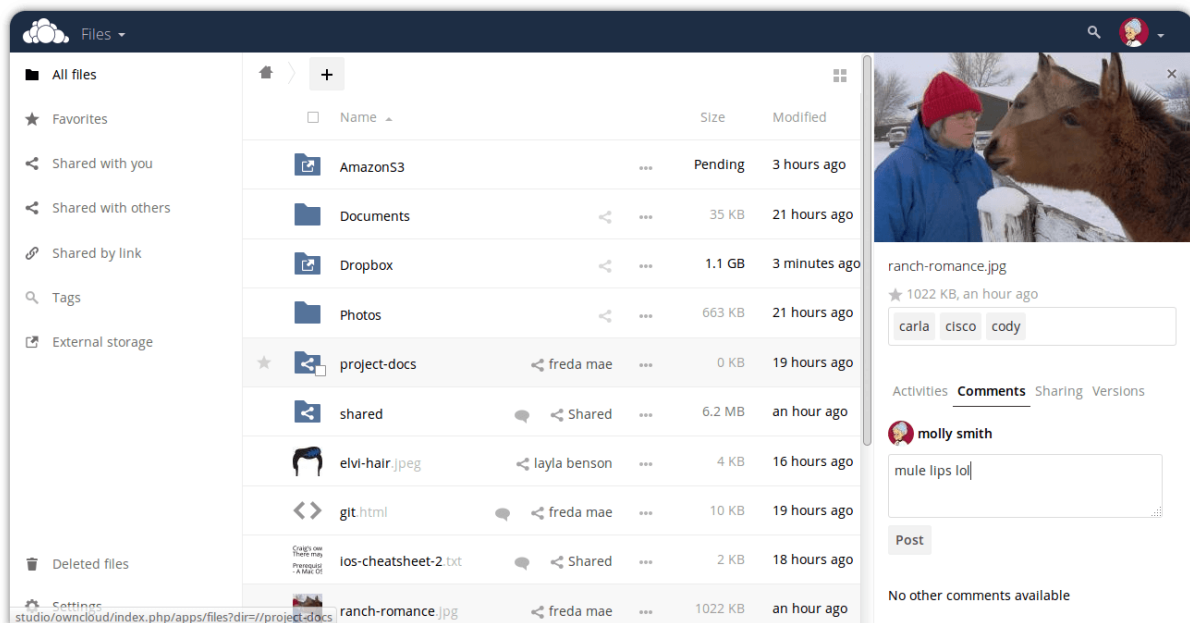 Files
All files
Favorites
Shared with you
Shared with others
Shared by link
Tags
External storage
Deleted files
Settings
studio/owncloud/index.php/apps/files?dir=//project-docs
+
Name Size Modified
AmazonS3 ... Pending 3 hours ago
Documents ... 35 KB 21 hours ago
Dropbox ... 1.1 GB 3 minutes ago
Photos ... 663 KB 21 hours ago
project-docs freda mae ... 0 KB 19 hours ago
shared Shared ... 6.2 MB an hour ago
elvi-hair.jpeg layla benson ... 4 KB 16 hours ago
git.html freda mae ... 10 KB 19 hours ago
Craig's ow
There may
Prerequisi
- A Mac OS
ios-cheatsheet-2.txt Shared ... 2 KB 18 hours ago
ranch-romance.jpg freda mae ... 1022 KB an hour ago
ranch-romance.jpg
1022 KB, an hour ago
carla cisco cody
Activities Comments Sharing Versions
molly smith
mule lips lol
Post
No other comments available